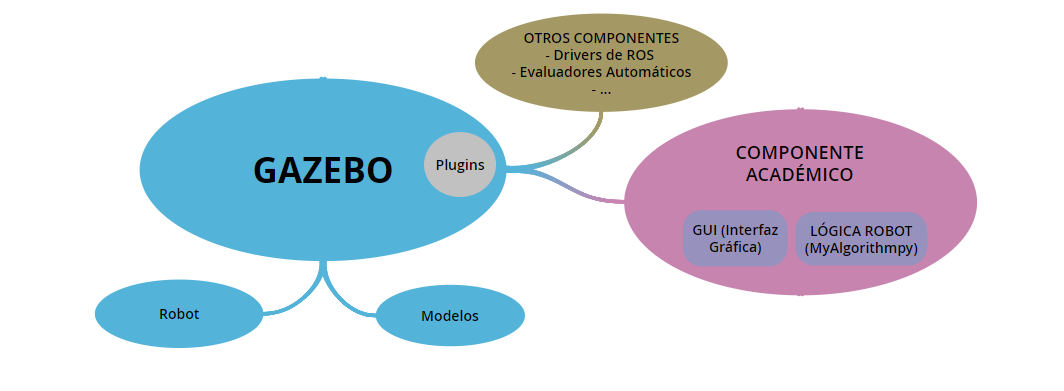 OTROS COMPONENTES
- Drivers de ROS
- Evaluadores Automáticos
- ...
GAZEBO
Plugins
COMPONENTE
ACADÉMICO
GUI (Interfaz
Gráfica)
LÓGICA ROBOT
(MyAlgorithmpy)
Robot
Modelos